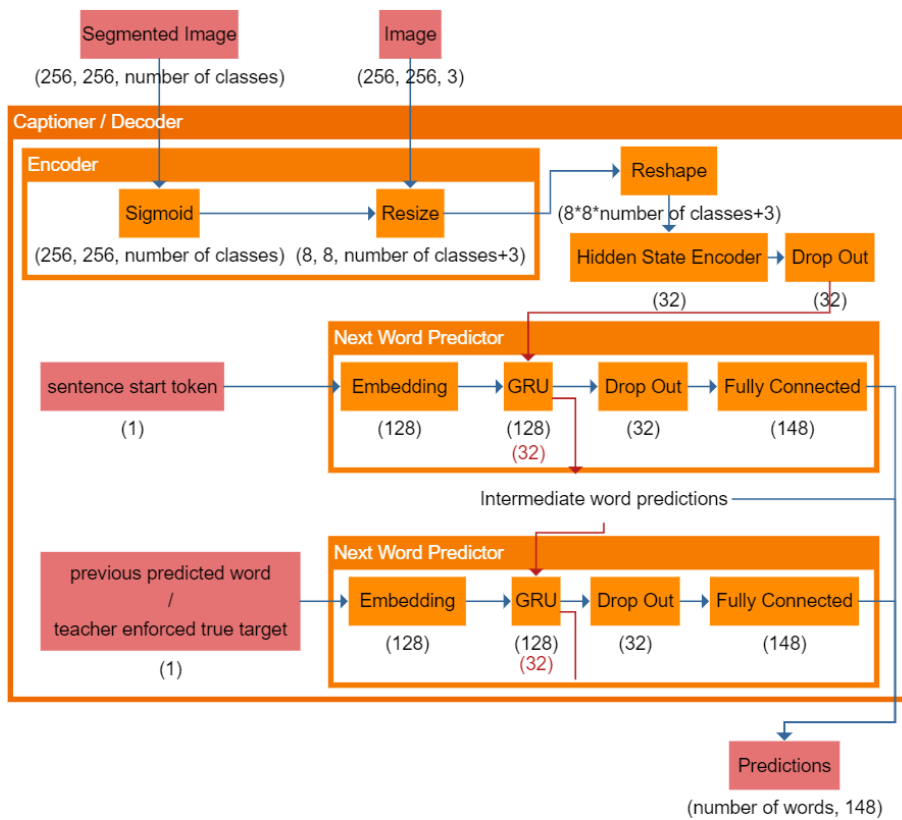 Segmented Image
Image
(256, 256, number of classes)
(256, 256, 3)
Captioner / Decoder
Encoder
Reshape
Sigmoid
Resize
(8*8*number of classes+3)
(256, 256, number of classes)
(8, 8, number of classes+3)
Hidden State Encoder
Drop Out
(32)
(32)
Next Word Predictor
sentence start token
Embedding
GRU
Drop Out
Fully Connected
(1)
(128)
(128)
(32)
(148)
(32)
Intermediate word predictions
Next Word Predictor
previous predicted word
/
teacher enforced true target
Embedding
GRU
Drop Out
Fully Connected
(128)
(128)
(32)
(148)
(32)
(1)
Predictions
(number of words, 148)